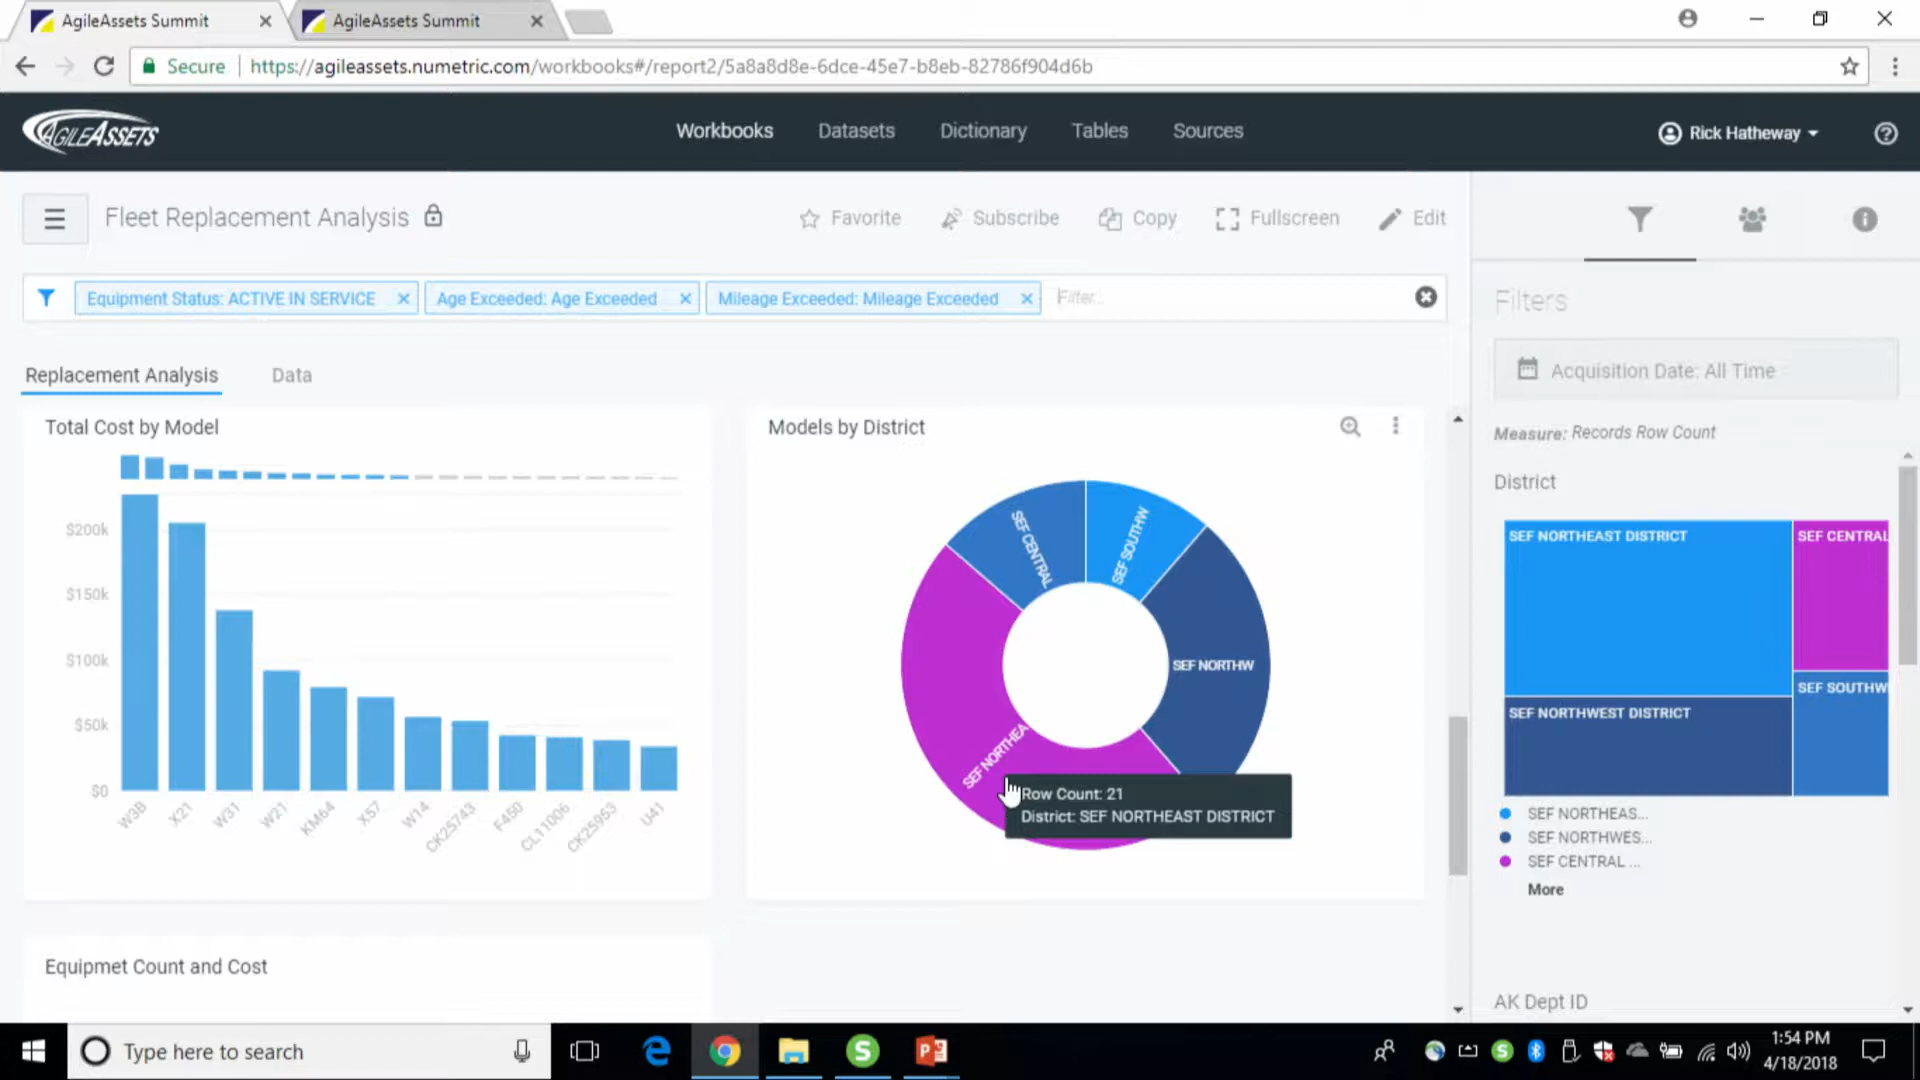 AgileAssets Summit
AgileAssets Summit
Secure
https://agileassets.numetric.com/workbooks#/report2/5a8a8d8e-6dce-45e7-b8eb-82786f904d6b
AGILEASSETS
Workbooks
Datasets
Dictionary
Tables
Sources
Rick Hatheway
Fleet Replacement Analysis
Favorite
Subscribe
Copy
Fullscreen
Edit
Equipment Status: ACTIVE IN SERVICE
Age Exceeded: Age Exceeded
Mileage Exceeded: Mileage Exceeded
Filter...
Replacement Analysis
Data
Total Cost by Model
$200k
$150k
$100k
$50k
$0
W3B
X21
W31
W21
KM64
X57
W14
CK25743
F450
CL11006
CK25953
U41
Models by District
SEF CENTRAL
SEF SOUTHW
SEF NORTHW
SEF NORTHEA
Row Count: 21
District: SEF NORTHEAST DISTRICT
Equipmet Count and Cost
Filters
Acquisition Date: All Time
Measure: Records Row Count
District
SEF NORTHEAST DISTRICT
SEF CENTRAL
SEF SOUTHW
SEF NORTHWEST DISTRICT
SEF NORTHEAS...
SEF NORTHWES...
SEF CENTRAL ...
More
AK Dept ID
Type here to search
1:54 PM
4/18/2018